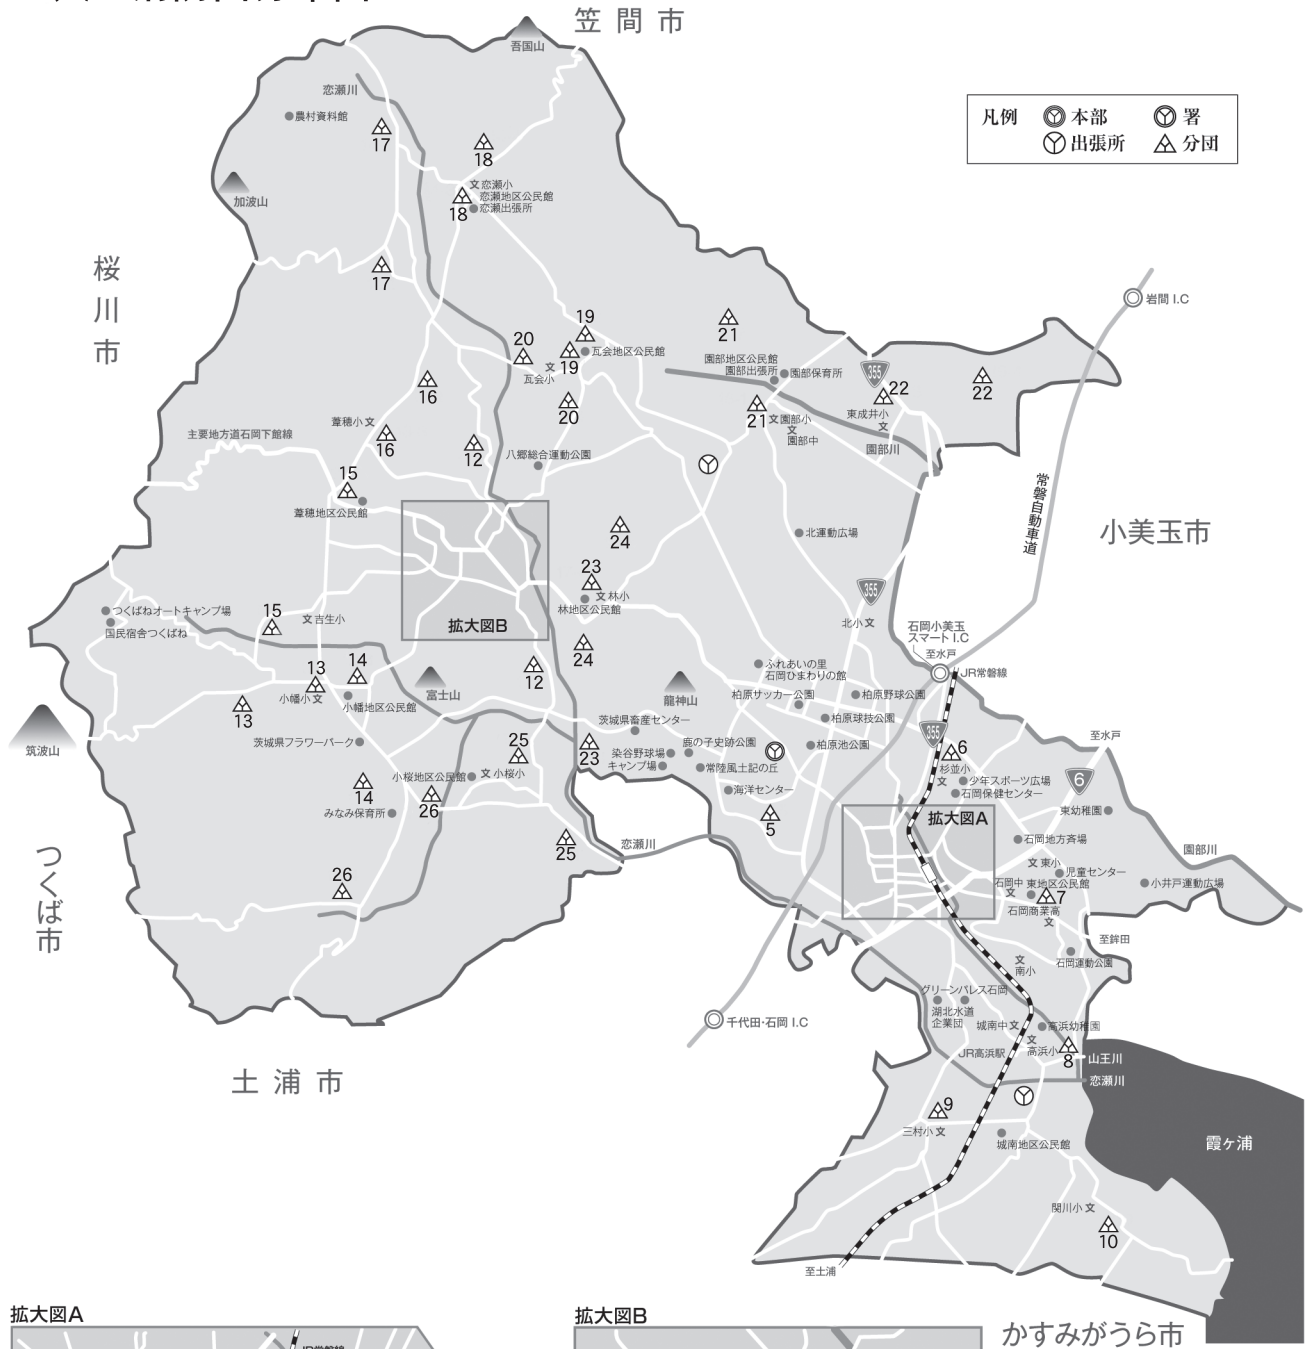 笠間市
吾国山
恋瀬川
農村資料館
17
18
凡例
本部
署
出張所
分団
加波山
文恋瀬小
恋瀬地区公民館
恋瀬出張所
18
桜川市
17
岩間 I.C
19
21
20
瓦会地区公民館
19
文
瓦会小
園部地区公民館
園部出張所
園部保育所
355
22
22
16
20
21
文園部小
文
園部中
東成井小
文
園部川
葦穂小文
16
主要地方道石岡下館線
12
八郷総合運動公園
15
葦穂地区公民館
常磐自動車道
小美玉市
24
北運動広場
23
文林小
林地区公民館
355
つくばねオートキャンプ場
国民宿舎つくばね
15
文吉生小
拡大図B
北小文
石岡小美玉
スマート I.C
至水戸
JR常磐線
24
12
13
14
小幡小文
小幡地区公民館
13
富士山
龍神山
ふれあいの里
石岡ひまわりの館
柏原サッカー公園
柏原野球公園
柏原球技公園
柏原池公園
筑波山
茨城県フラワーパーク
茨城県畜産センター
染谷野球場
キャンプ場
鹿の子史跡公園
常陸風土記の丘
海洋センター
355
6
至水戸
6
杉並小
文
少年スポーツ広場
石岡保健センター
25
小桜地区公民館
文小桜小
23
14
26
みなみ保育所
5
拡大図A
東幼稚園
石岡地方斎場
25
恋瀬川
園部川
つくば市
26
文東小
児童センター
石岡中
文
東地区公民館
7
石岡商業高
文
小井戸運動広場
至鉾田
文
南小
石岡運動公園
グリーンパレス石岡
湖北水道
企業団
千代田・石岡 I.C
城南中文
高浜幼稚園
文
高浜小
JR高浜駅
8
山王川
恋瀬川
土浦市
9
三村小文
城南地区公民館
霞ヶ浦
関川小文
10
至土浦
拡大図A
拡大図B
かすみがうら市